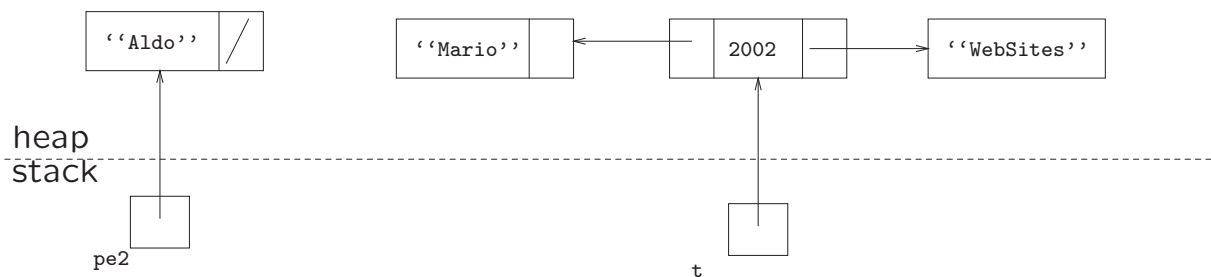 ‘‘Aldo’’ ‘‘Mario’’ 2002 ‘‘WebSites’’
heap
stack
pe2
t